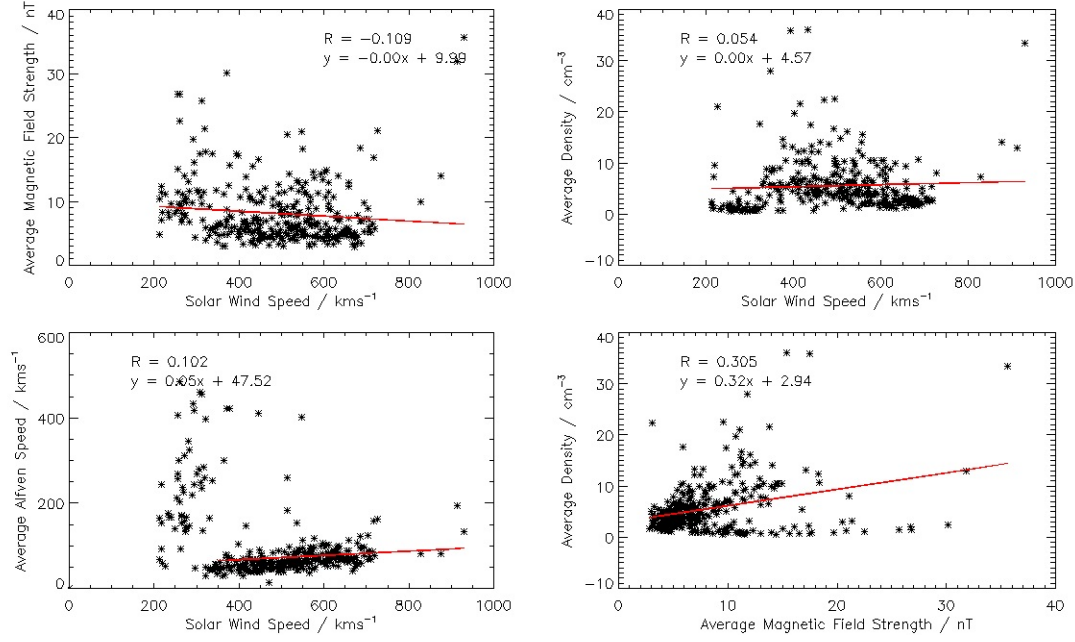 40
30
20
10
0
Average Magnetic Field Strength / nT
R = −0.109
y = −0.00x + 9.99
0 200 400 600 800 1000
Solar Wind Speed / kms⁻¹
40
30
20
10
0
−10
Average Density / cm⁻³
R = 0.054
y = 0.00x + 4.57
0 200 400 600 800 1000
Solar Wind Speed / kms⁻¹
600
400
200
0
Average Alfven Speed / kms⁻¹
R = 0.102
y = 0.05x + 47.52
0 200 400 600 800 1000
Solar Wind Speed / kms⁻¹
40
30
20
10
0
−10
Average Density / cm⁻³
R = 0.305
y = 0.32x + 2.94
0 10 20 30 40
Average Magnetic Field Strength / nT